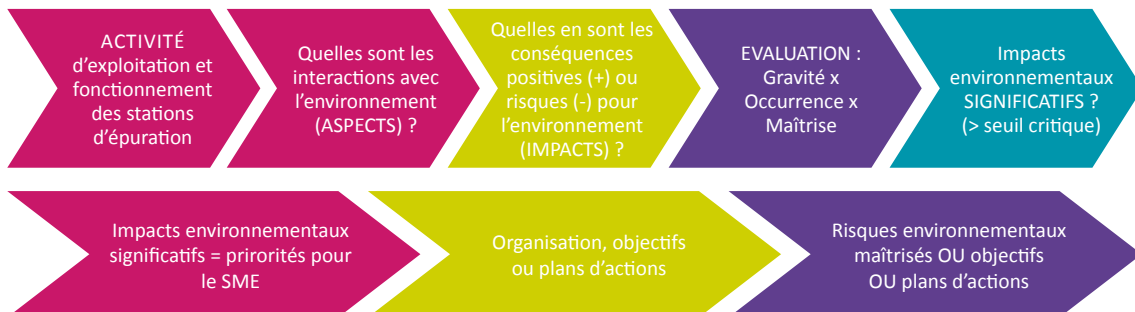 ACTIVITÉ
d'exploitation et
fonctionnement
des stations
d'épuration
Quelles sont les
interactions avec
l'environnement
(ASPECTS) ?
Quelles en sont les
conséquences
positives (+) ou
risques (-) pour
l'environnement
(IMPACTS) ?
EVALUATION :
Gravité x
Occurrence x
Maîtrise
Impacts
environnementaux
SIGNIFICATIFS ?
(> seuil critique)
Impacts environnementaux
significatifs = prirorités pour
le SME
Organisation, objectifs
ou plans d'actions
Risques environnementaux
maîtrisés OU objectifs
OU plans d'actions